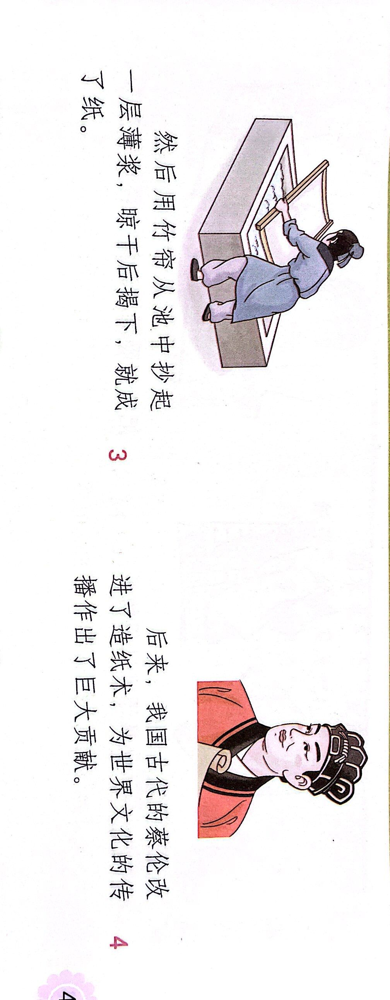 然后用竹帘从池中抄起
一层薄浆，晾干后揭下，就成
了纸。
3
后来，我国古代的蔡伦改
进了造纸术，为世界文化的传
播作出了巨大贡献。
4